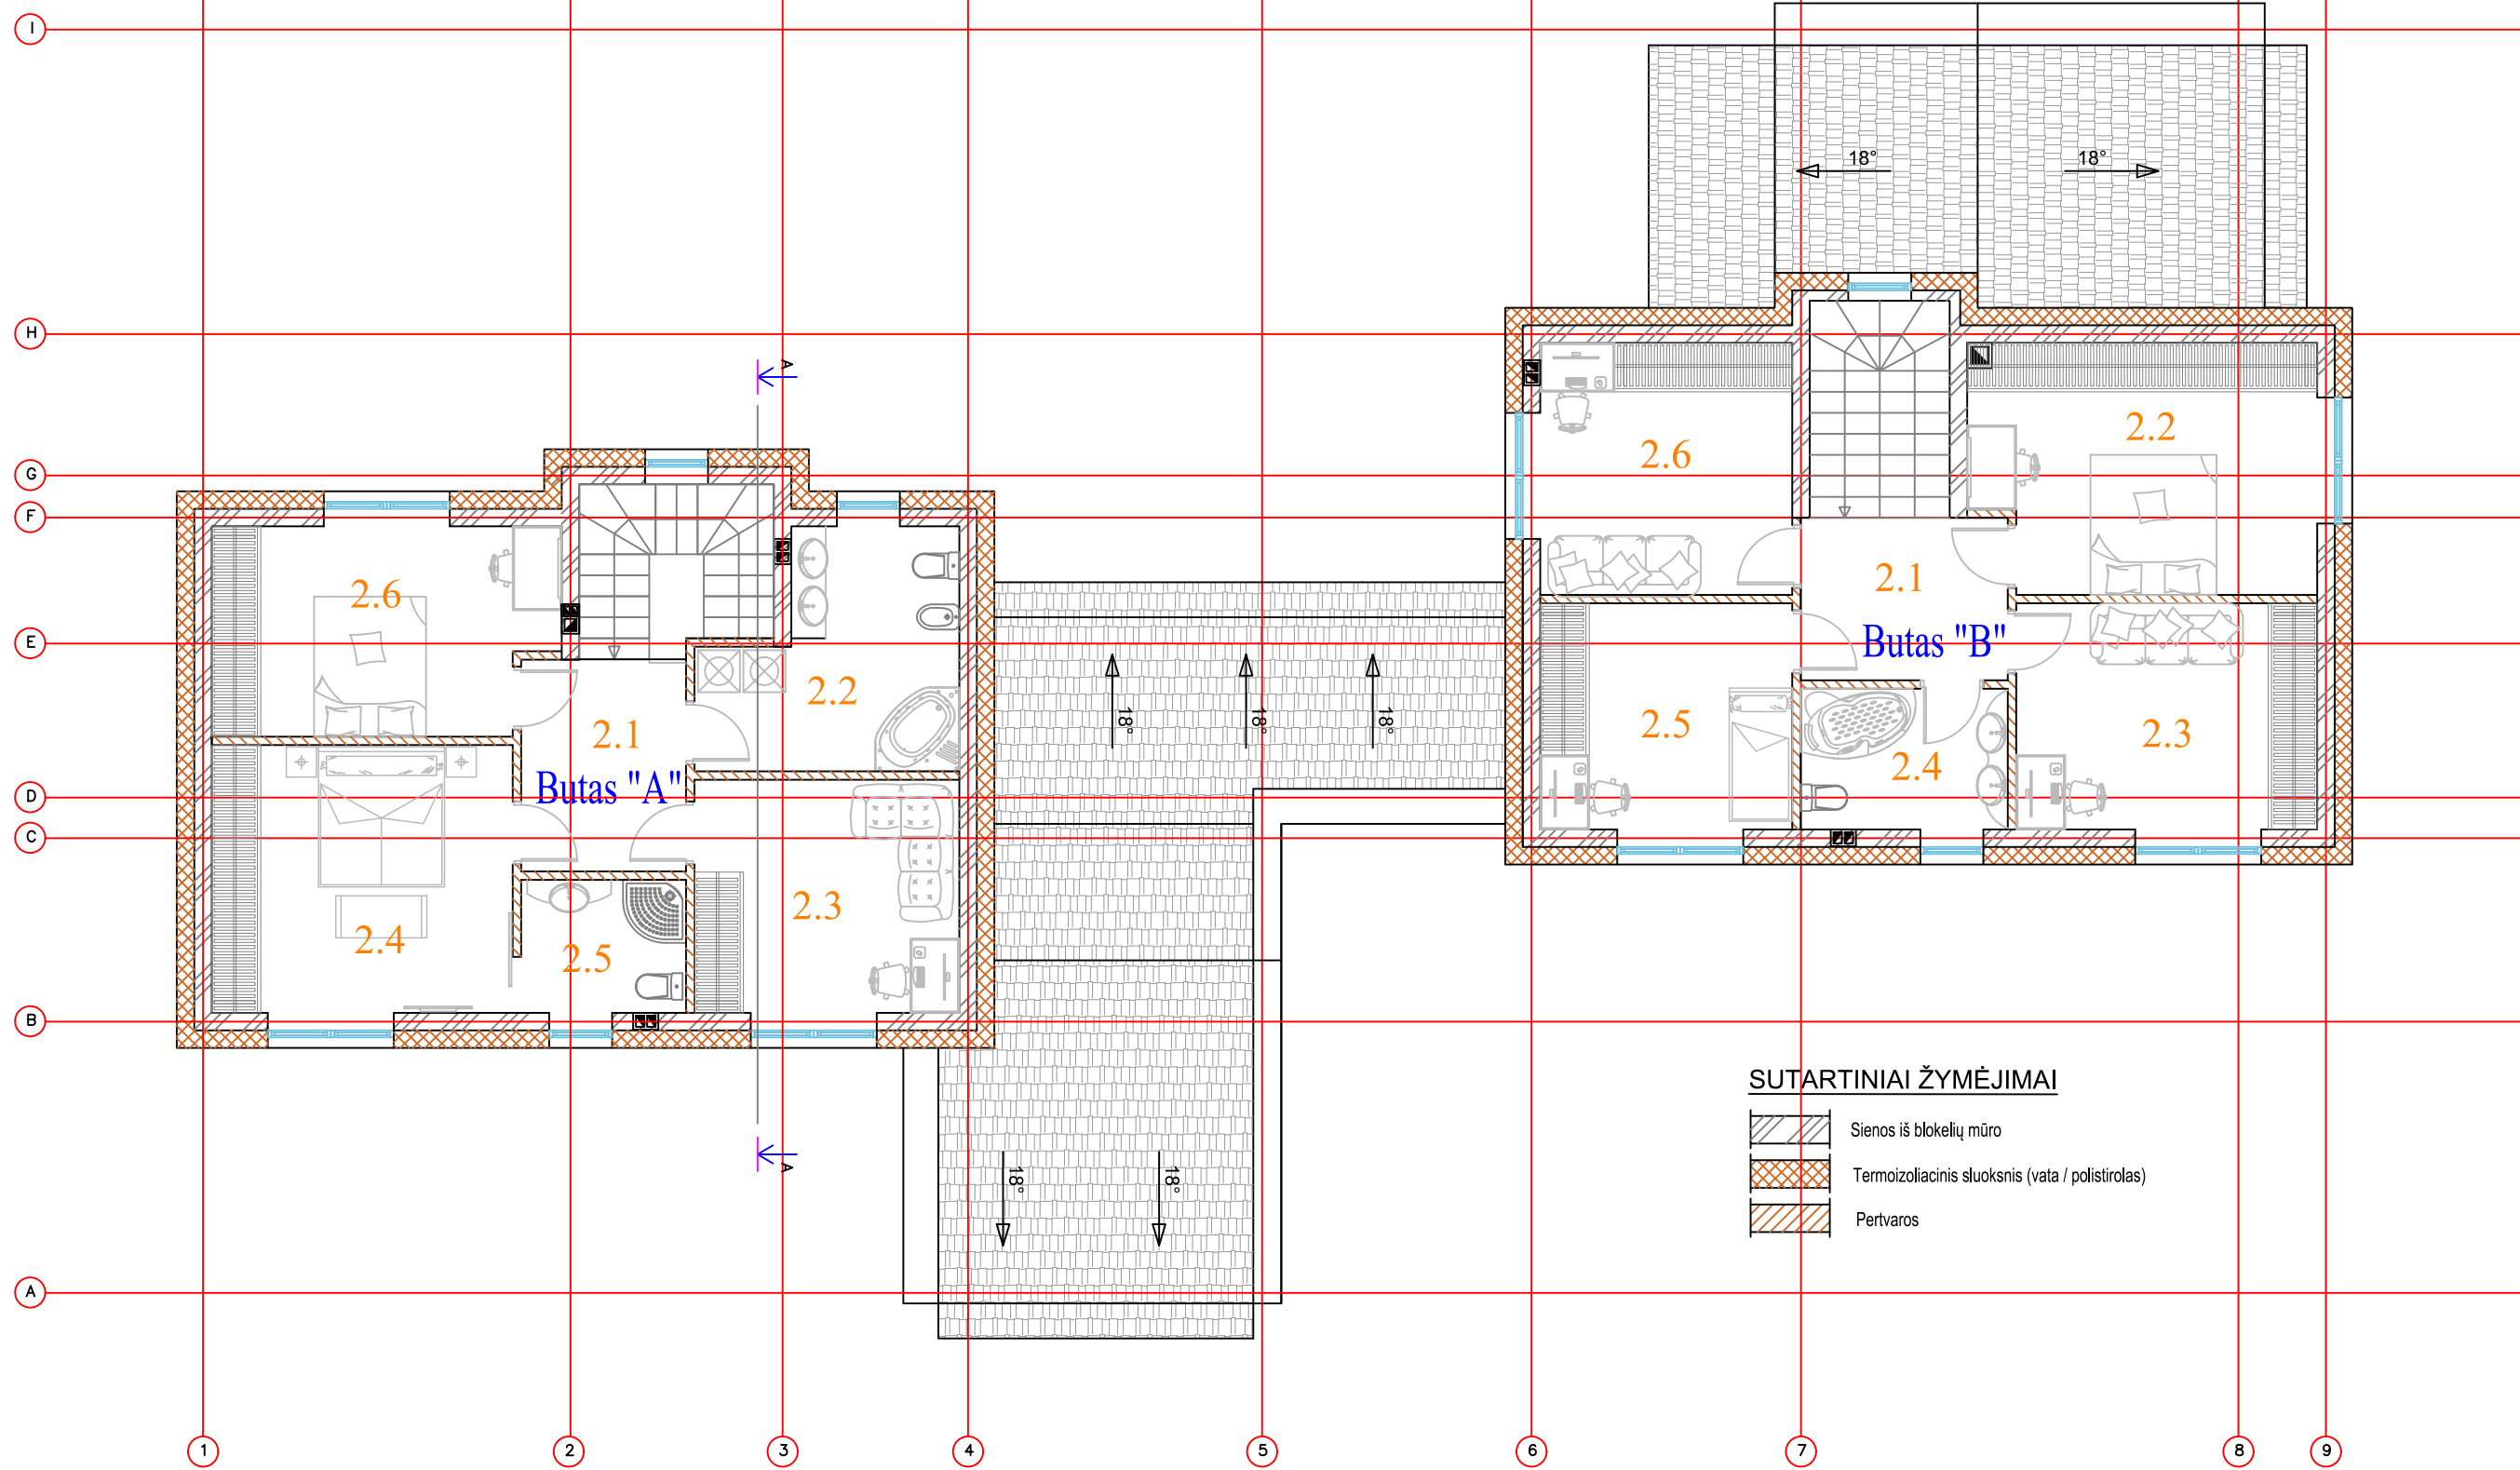 I
18° 18°
H
A
2.2
2.6
G
F
2.1
2.6
E
Butas "B"
2.2
18° 18° 18°
2.5
2.1
2.3
2.4
Butas "A"
D
C
2.3
2.4
2.5
B
SUTARTINIAI ŽYMĖJIMAI
Sienos iš blokelių mūro
A
18° 18°
Termoizoliacinis sluoksnis (vata / polistirolas)
Pertvaros
A
1 2 3 4 5 6 7 8 9